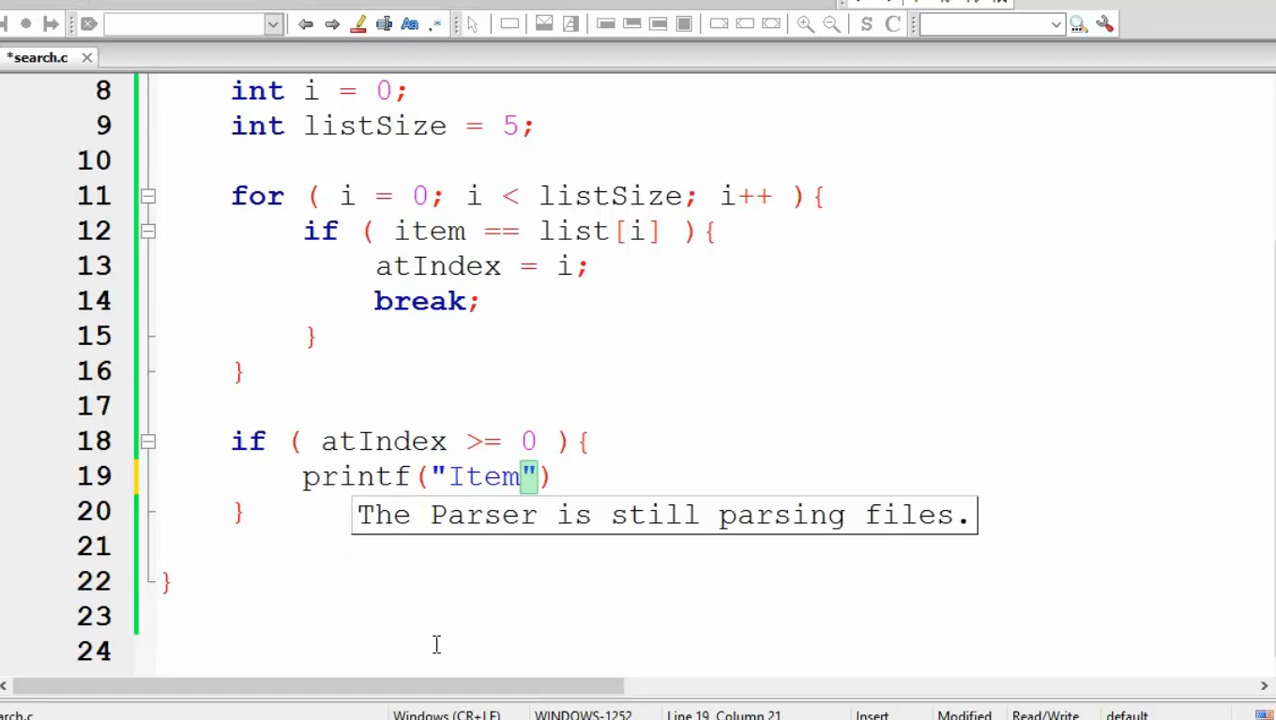 Aa .*
S C
*search.c
8 int i = 0;
9 int listSize = 5;
10
11 for ( i = 0; i < listSize; i++ ){
12 if ( item == list[i] ){
13 atIndex = i;
14 break;
15 }
16 }
17
18 if ( atIndex >= 0 ){
19 printf("Item")
The Parser is still parsing files.
20 }
21
22 }
23
24
arch.c Windows (CR+LF) WINDOWS-1252 Line 19, Column 21 Insert Modified Read/Write default